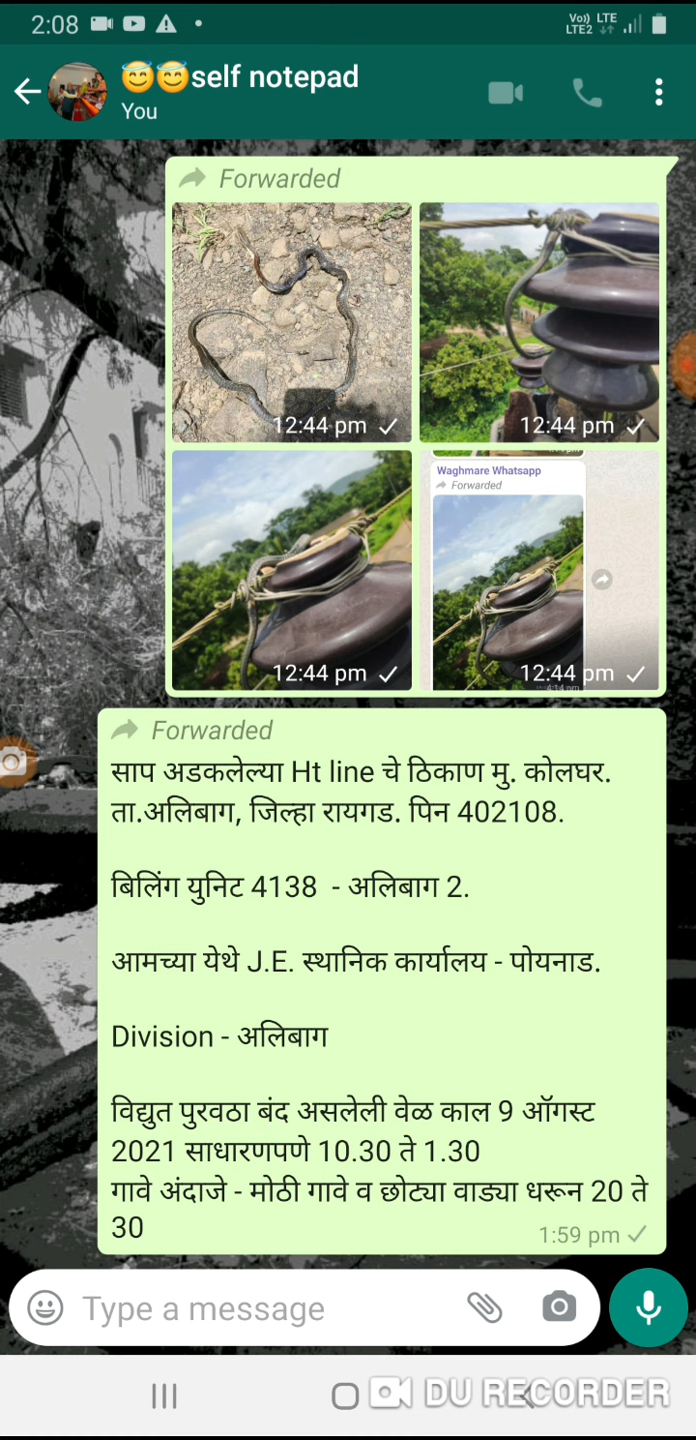 2:08
Vo)) LTE
LTE2
😇😇self notepad
You
Forwarded
12:44 pm
12:44 pm
Waghmare Whatsapp
Forwarded
12:44 pm
12:44 pm
4:14 pm
Forwarded
साप अडकलेल्या Ht line चे ठिकाण मु. कोलघर.
ता.अलिबाग, जिल्हा रायगड. पिन 402108.
बिलिंग युनिट 4138 - अलिबाग 2.
आमच्या येथे J.E. स्थानिक कार्यालय - पोयनाड.
Division - अलिबाग
विद्युत पुरवठा बंद असलेली वेळ काल 9 ऑगस्ट
2021 साधारणपणे 10.30 ते 1.30
गावे अंदाजे - मोठी गावे व छोट्या वाड्या धरून 20 ते
30
1:59 pm
Type a message
DU RECORDER